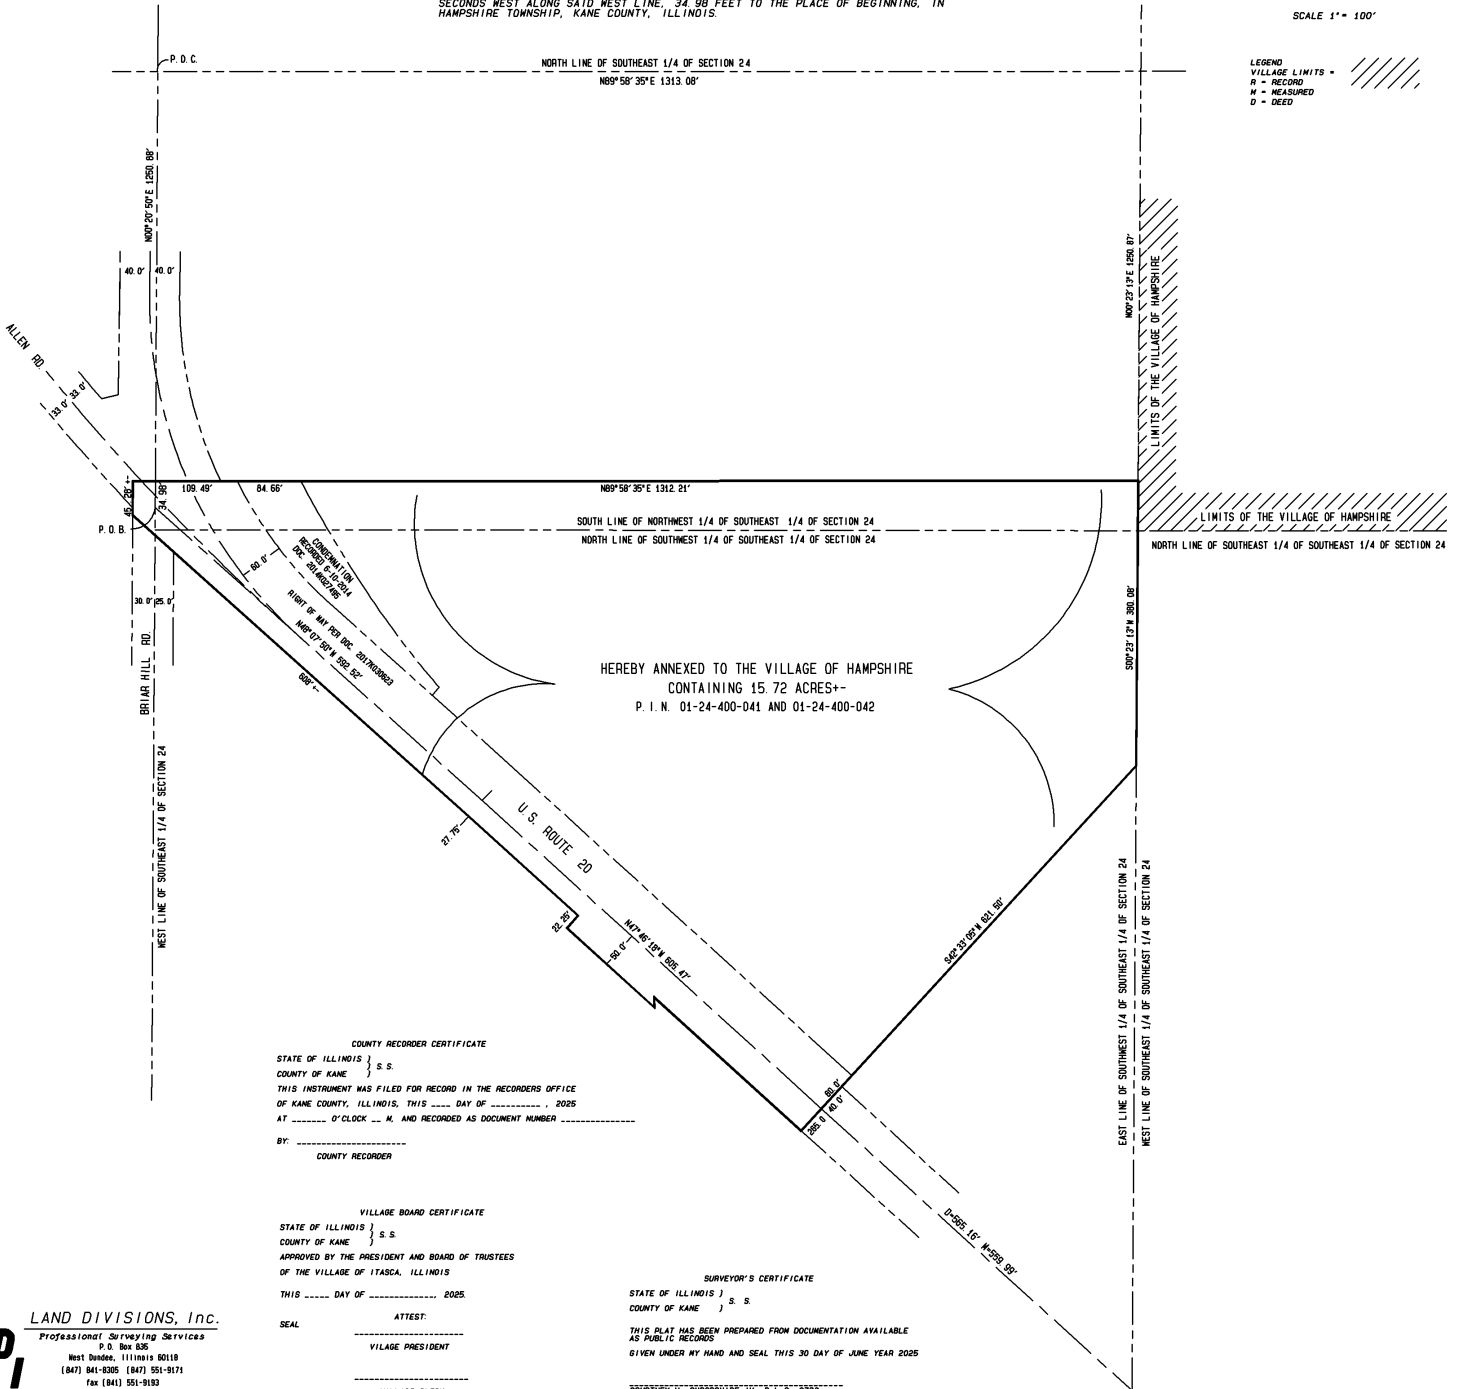 SECONDS WEST ALONG SAID WEST LINE, 34.98 FEET TO THE PLACE OF BEGINNING, IN
HAMPSHIRE TOWNSHIP, KANE COUNTY, ILLINOIS.
SCALE 1"= 100'
LEGEND
VILLAGE LIMITS =
R = RECORD
M = MEASURED
D = DEED
P.O.C.
NORTH LINE OF SOUTHEAST 1/4 OF SECTION 24
N89°58'35"E 1313.08'
N00°20'50"E 1250.88'
N00°23'13"E 1250.87'
LIMITS OF THE VILLAGE OF HAMPSHIRE
40.0' 40.0'
ALLEN RD.
33.0' 33.0'
34.98'
109.49'
84.66'
N89°58'35"E 1312.21'
P.O.B.
SOUTH LINE OF NORTHWEST 1/4 OF SOUTHEAST 1/4 OF SECTION 24
NORTH LINE OF SOUTHWEST 1/4 OF SOUTHEAST 1/4 OF SECTION 24
LIMITS OF THE VILLAGE OF HAMPSHIRE
NORTH LINE OF SOUTHEAST 1/4 OF SOUTHEAST 1/4 OF SECTION 24
CONDEMNATION
RECORDED 6-10-2014
DOC. 2014K027495
60.0'
RIGHT OF WAY PER DOC. 2017K030623
N48°07'50"W 592.52'
608'+-
30.0' 25.0'
BRIAR HILL RD.
WEST LINE OF SOUTHEAST 1/4 OF SECTION 24
S00°23'13"W 380.08'
HEREBY ANNEXED TO THE VILLAGE OF HAMPSHIRE
CONTAINING 15.72 ACRES+-
P.I.N. 01-24-400-041 AND 01-24-400-042
U.S. ROUTE 20
27.75'
22.25'
50.0'
N47°46'18"W 605.47'
S42°33'05"W 621.50'
EAST LINE OF SOUTHWEST 1/4 OF SOUTHEAST 1/4 OF SECTION 24
WEST LINE OF SOUTHEAST 1/4 OF SOUTHEAST 1/4 OF SECTION 24
80.0'
40.0'
265.0
D=565.16' M=559.99'
COUNTY RECORDER CERTIFICATE
STATE OF ILLINOIS }
} S.S.
COUNTY OF KANE }
THIS INSTRUMENT WAS FILED FOR RECORD IN THE RECORDERS OFFICE
OF KANE COUNTY, ILLINOIS, THIS ____ DAY OF __________ , 2025
AT _______ O'CLOCK __ M, AND RECORDED AS DOCUMENT NUMBER _______________
BY: ______________________
COUNTY RECORDER
VILLAGE BOARD CERTIFICATE
STATE OF ILLINOIS }
} S.S.
COUNTY OF KANE }
APPROVED BY THE PRESIDENT AND BOARD OF TRUSTEES
OF THE VILLAGE OF ITASCA, ILLINOIS
THIS _____ DAY OF _____________, 2025.
ATTEST:
SEAL
VILAGE PRESIDENT
SURVEYOR'S CERTIFICATE
STATE OF ILLINOIS }
} S. S.
COUNTY OF KANE }
THIS PLAT HAS BEEN PREPARED FROM DOCUMENTATION AVAILABLE
AS PUBLIC RECORDS
GIVEN UNDER MY HAND AND SEAL THIS 30 DAY OF JUNE YEAR 2025
LAND DIVISIONS, Inc.
Professional Surveying Services
P.O. Box 835
West Dundee, Illinois 60118
(847) 841-8305 (847) 551-9171
fax (841) 551-9193